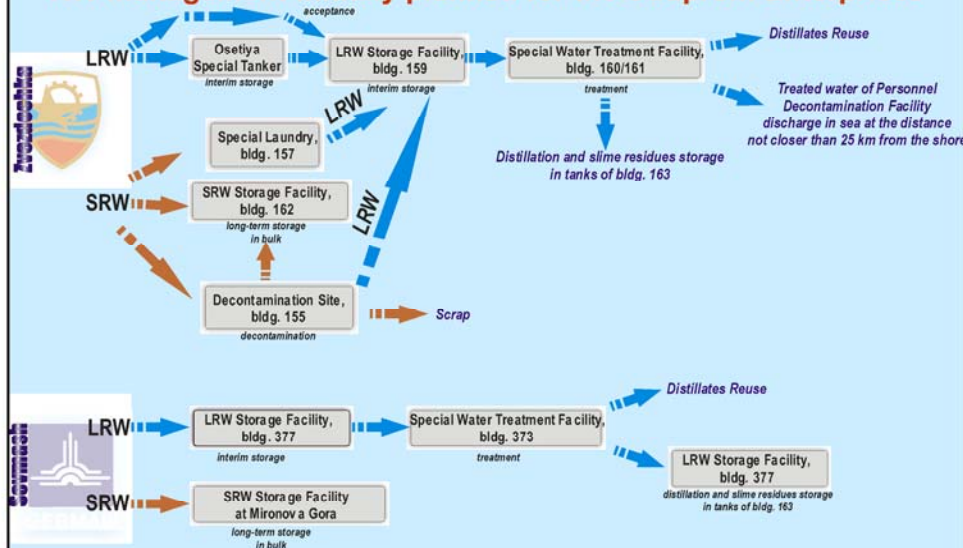 acceptance
Zvezdochka
LRW
Osetiya
Special Tanker
interim storage
LRW Storage Facility,
bldg. 159
interim storage
Special Water Treatment Facility,
bldg. 160/161
treatment
Distillates Reuse
Treated water of Personnel
Decontamination Facility
discharge in sea at the distance
not closer than 25 km from the shore
Distillation and slime residues storage
in tanks of bldg. 163
LRW
Special Laundry,
bldg. 157
SRW
SRW Storage Facility,
bldg. 162
long-term storage
in bulk
LRW
Decontamination Site,
bldg. 155
decontamination
Scrap
Sevmash
LRW
LRW Storage Facility,
bldg. 377
interim storage
Special Water Treatment Facility,
bldg. 373
treatment
Distillates Reuse
LRW Storage Facility,
bldg. 377
distillation and slime residues storage
in tanks of bldg. 163
SRW
SRW Storage Facility
at Mironova Gora
long-term storage
in bulk